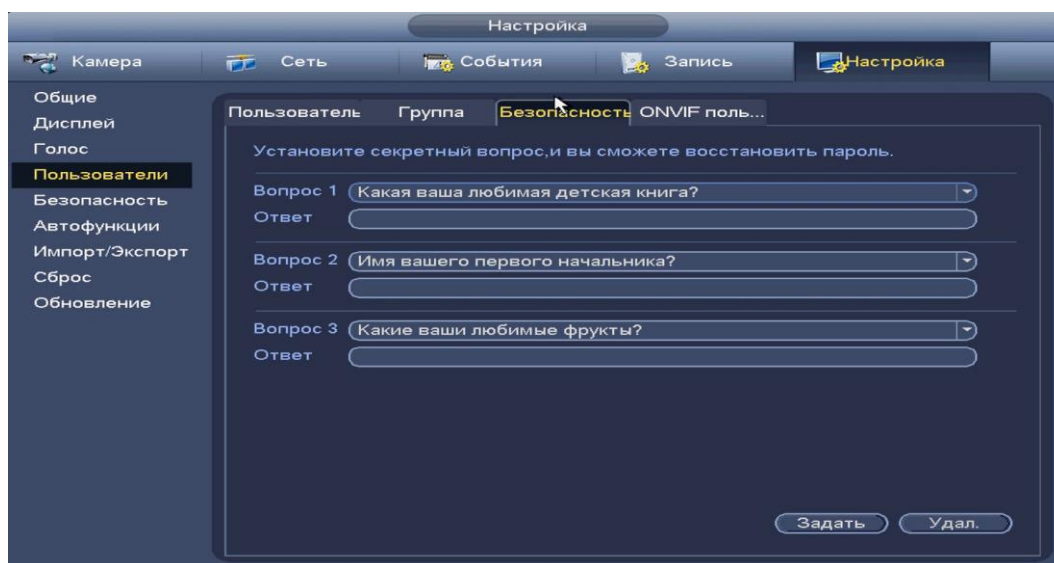 Настройка
Камера Сеть События Запись Настройка
Общие
Дисплей
Голос
Пользователи
Безопасность
Автофункции
Импорт/Экспорт
Сброс
Обновление
Пользователь Группа Безопасность ONVIF поль...
Установите секретный вопрос,и вы сможете восстановить пароль.
Вопрос 1 Какая ваша любимая детская книга?
Ответ
Вопрос 2 Имя вашего первого начальника?
Ответ
Вопрос 3 Какие ваши любимые фрукты?
Ответ
Задать Удал.